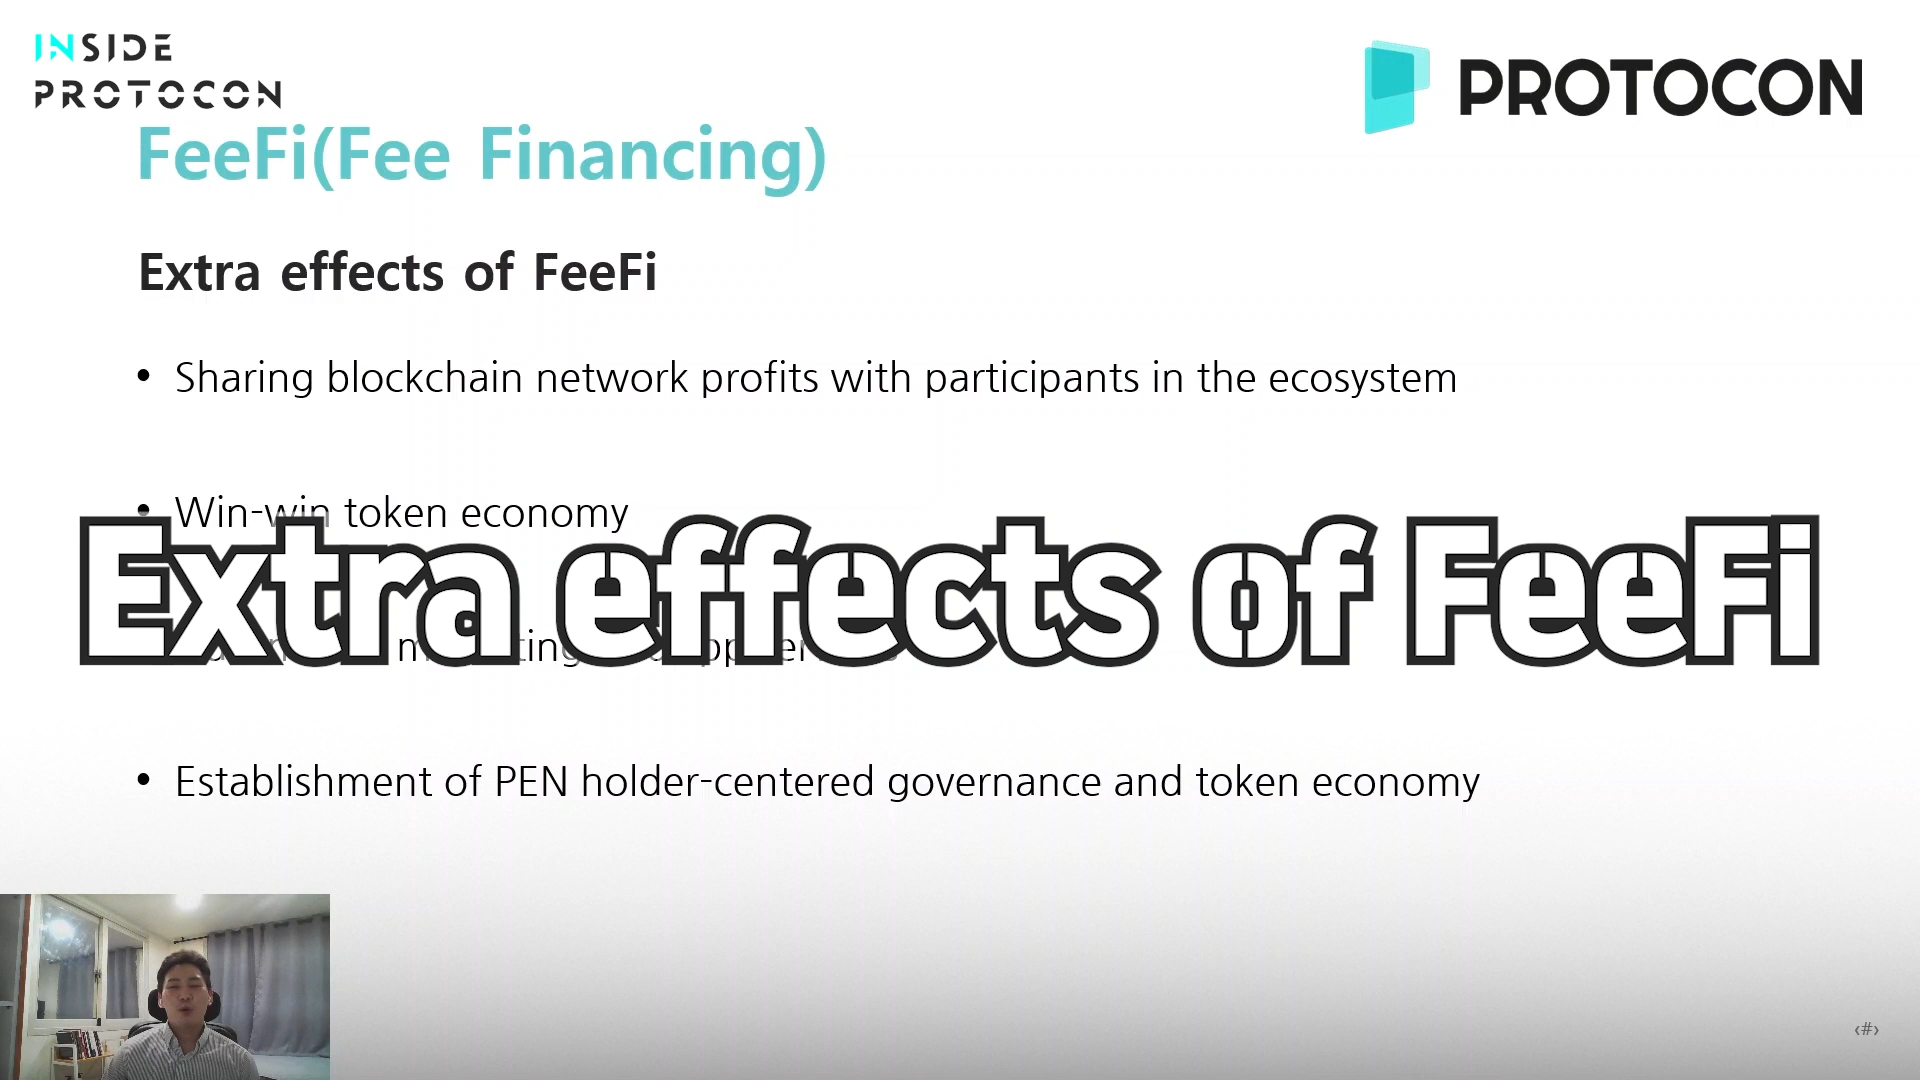 INSIDE
PROTOCON
PROTOCON
FeeFi(Fee Financing)
Extra effects of FeeFi
• Sharing blockchain network profits with participants in the ecosystem
• Win-win token economy
Extra effects of FeeFi
• Establishment of PEN holder-centered governance and token economy
‹#›